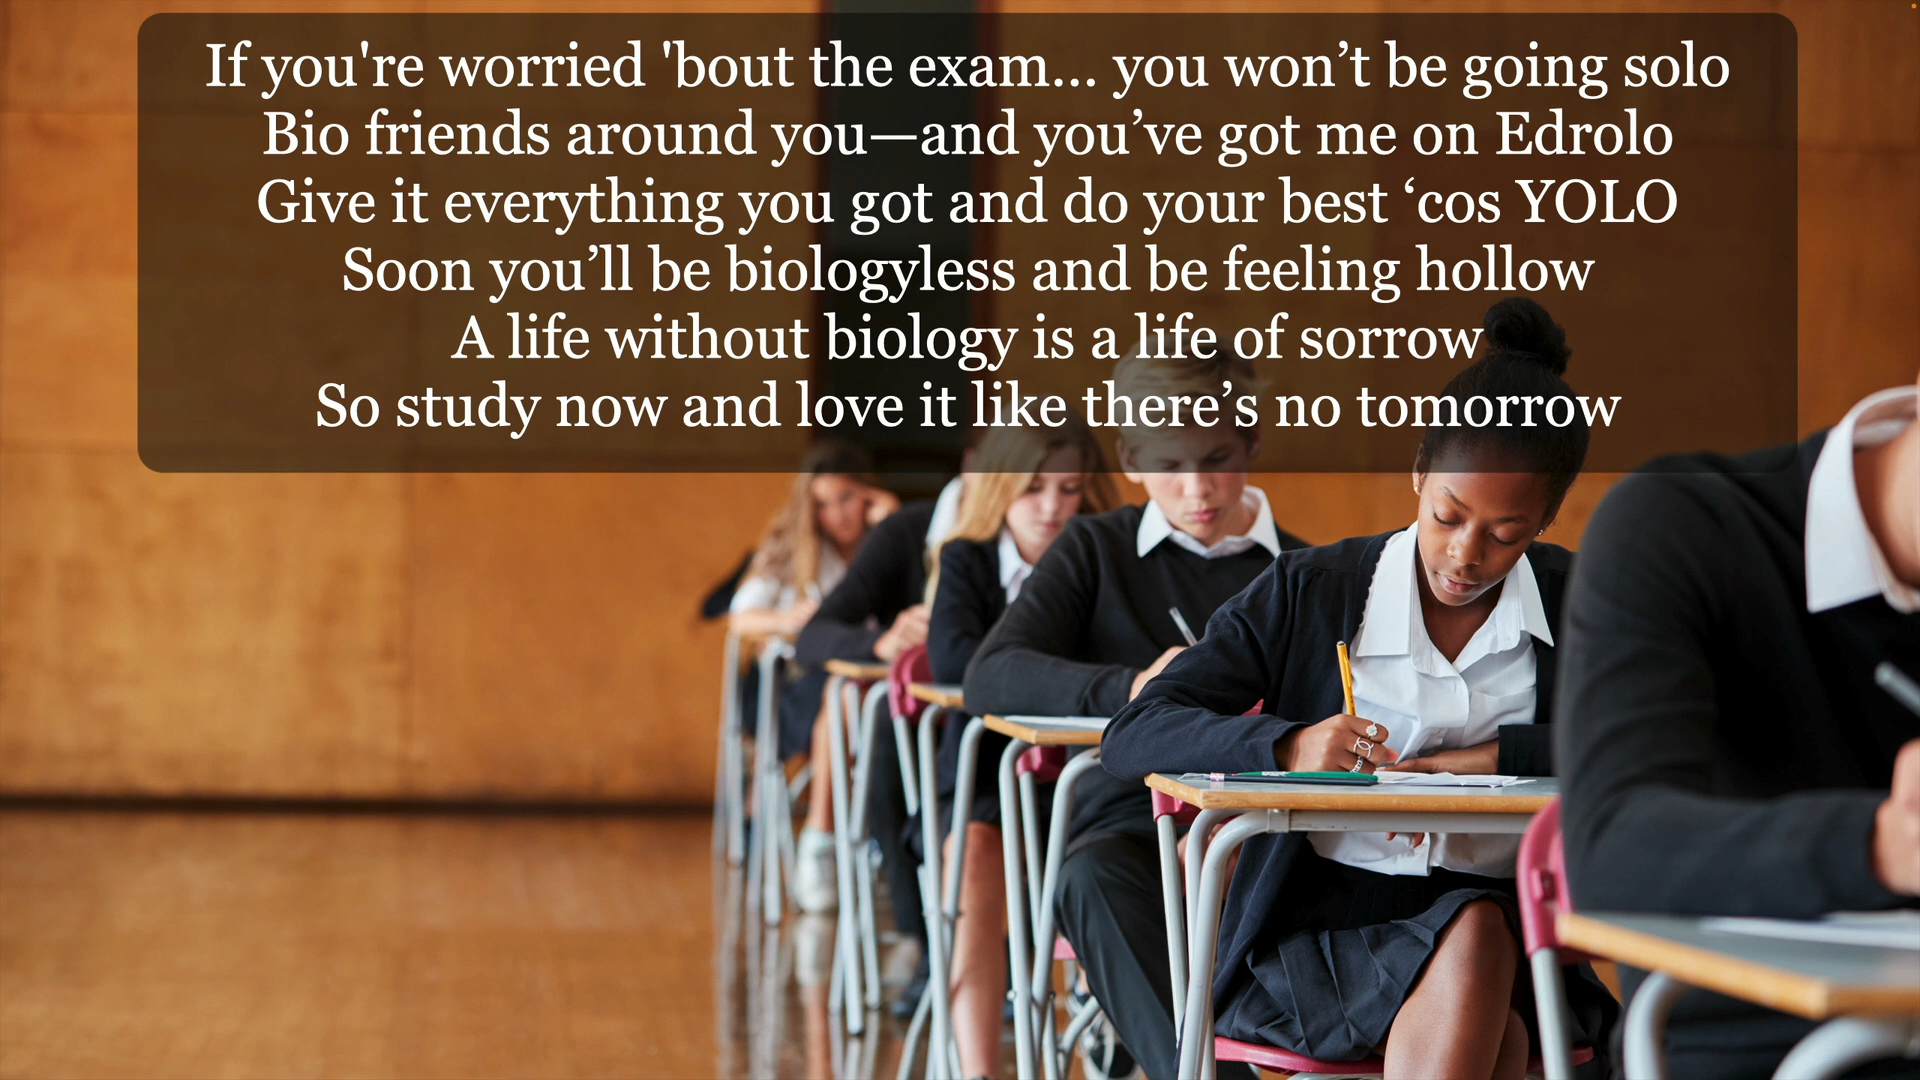 If you're worried 'bout the exam... you won’t be going solo
Bio friends around you—and you’ve got me on Edrolo
Give it everything you got and do your best ‘cos YOLO
Soon you’ll be biologyless and be feeling hollow
A life without biology is a life of sorrow
So study now and love it like there’s no tomorrow